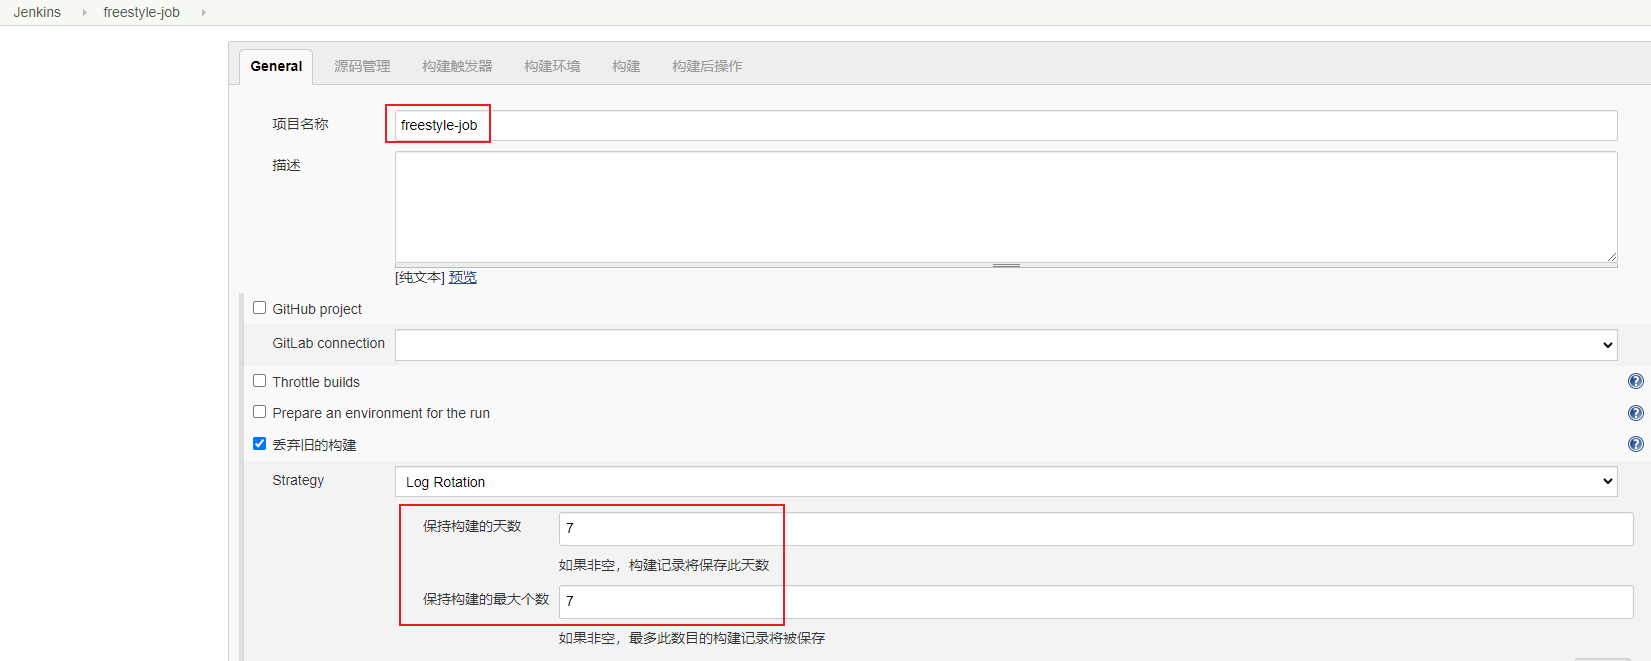 Jenkins freestyle-job
General 源码管理 构建触发器 构建环境 构建 构建后操作
项目名称 freestyle-job
描述
[纯文本] 预览
GitHub project
GitLab connection
Throttle builds
Prepare an environment for the run
丢弃旧的构建
Strategy Log Rotation
保持构建的天数 7
如果非空，构建记录将保存此天数
保持构建的最大个数 7
如果非空，最多此数目的构建记录将被保存